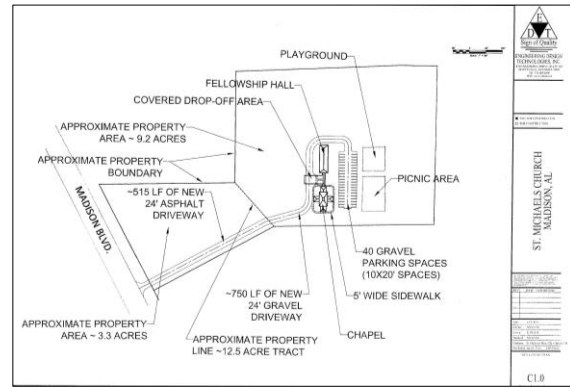 PLAYGROUND
FELLOWSHIP HALL
COVERED DROP-OFF AREA
APPROXIMATE PROPERTY
AREA ~ 9.2 ACRES
APPROXIMATE PROPERTY
BOUNDARY
~515 LF OF NEW
24' ASPHALT
DRIVEWAY
MADISON BLVD.
PICNIC AREA
40 GRAVEL
PARKING SPACES
(10X20' SPACES)
~750 LF OF NEW
24' GRAVEL
DRIVEWAY
5' WIDE SIDEWALK
APPROXIMATE PROPERTY
AREA ~ 3.3 ACRES
APPROXIMATE PROPERTY
LINE ~12.5 ACRE TRACT
CHAPEL
E
D T
Sign of Quality
ENGINEERING DESIGN
TECHNOLOGIES, INC.
ST. MICHAELS CHURCH
MADISON, AL
C1.0